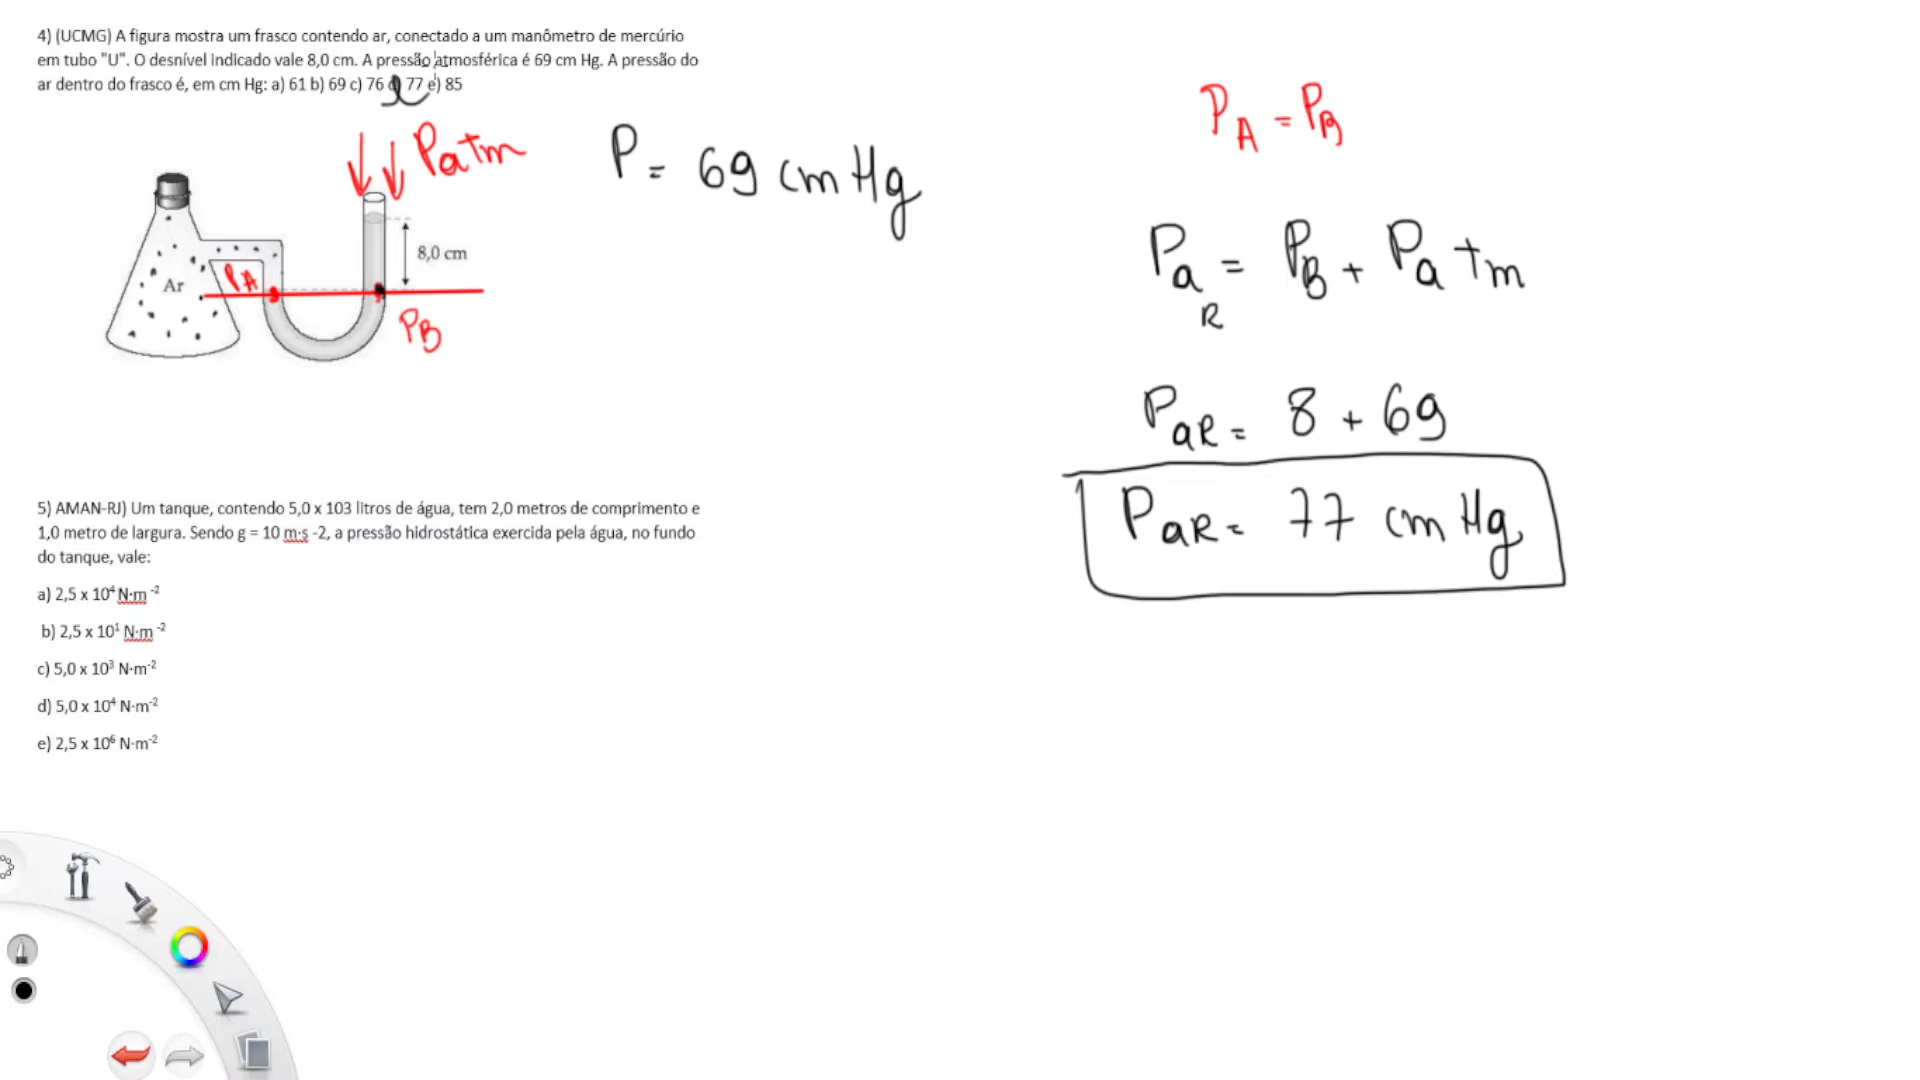 4) (UCMG) A figura mostra um frasco contendo ar, conectado a um manômetro de mercúrio
em tubo "U". O desnível indicado vale 8,0 cm. A pressão atmosférica é 69 cm Hg. A pressão do
ar dentro do frasco é, em cm Hg: a) 61 b) 69 c) 76 d) 77 e) 85
Patm
P = 69 cm Hg
PA = PB
8,0 cm
Ar
PA
PB
PaR = PB + Patm
PaR = 8 + 69
PaR = 77 cm Hg
5) AMAN-RJ) Um tanque, contendo 5,0 x 103 litros de água, tem 2,0 metros de comprimento e
1,0 metro de largura. Sendo g = 10 m·s -2, a pressão hidrostática exercida pela água, no fundo
do tanque, vale:
a) 2,5 x 10⁴ N·m ⁻²
b) 2,5 x 10¹ N·m ⁻²
c) 5,0 x 10³ N·m⁻²
d) 5,0 x 10⁴ N·m⁻²
e) 2,5 x 10⁶ N·m⁻²